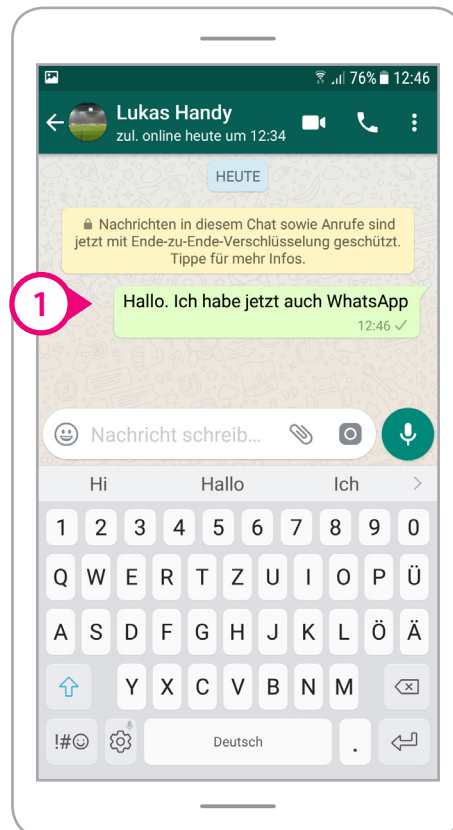 76% 12:46
Lukas Handy
zul. online heute um 12:34
HEUTE
Nachrichten in diesem Chat sowie Anrufe sind
jetzt mit Ende-zu-Ende-Verschlüsselung geschützt.
Tippe für mehr Infos.
1
Hallo. Ich habe jetzt auch WhatsApp
12:46
Nachricht schreib...
Hi Hallo Ich
1 2 3 4 5 6 7 8 9 0
Q W E R T Z U I O P Ü
A S D F G H J K L Ö Ä
Y X C V B N M
!#☺ Deutsch .